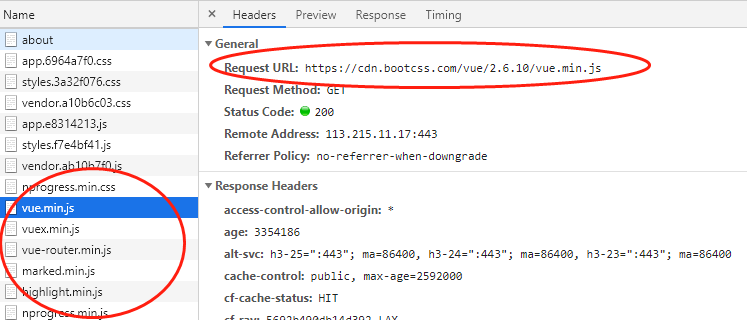 Name
about
app.6964a7f0.css
styles.3a32f076.css
vendor.a10b6c03.css
app.e8314213.js
styles.f7e4bf41.js
vendor.ab10b7f0.js
nprogress.min.css
vue.min.js
vuex.min.js
vue-router.min.js
marked.min.js
highlight.min.js
nprogress.min.js
× Headers Preview Response Timing
General
Request URL: https://cdn.bootcss.com/vue/2.6.10/vue.min.js
Request Method: GET
Status Code: 200
Remote Address: 113.215.11.17:443
Referrer Policy: no-referrer-when-downgrade
Response Headers
access-control-allow-origin: *
age: 3354186
alt-svc: h3-25=":443"; ma=86400, h3-24=":443"; ma=86400, h3-23=":443"; ma=86400
cache-control: public, max-age=2592000
cf-cache-status: HIT
cf-ray: 5692b490db14d392-LAX